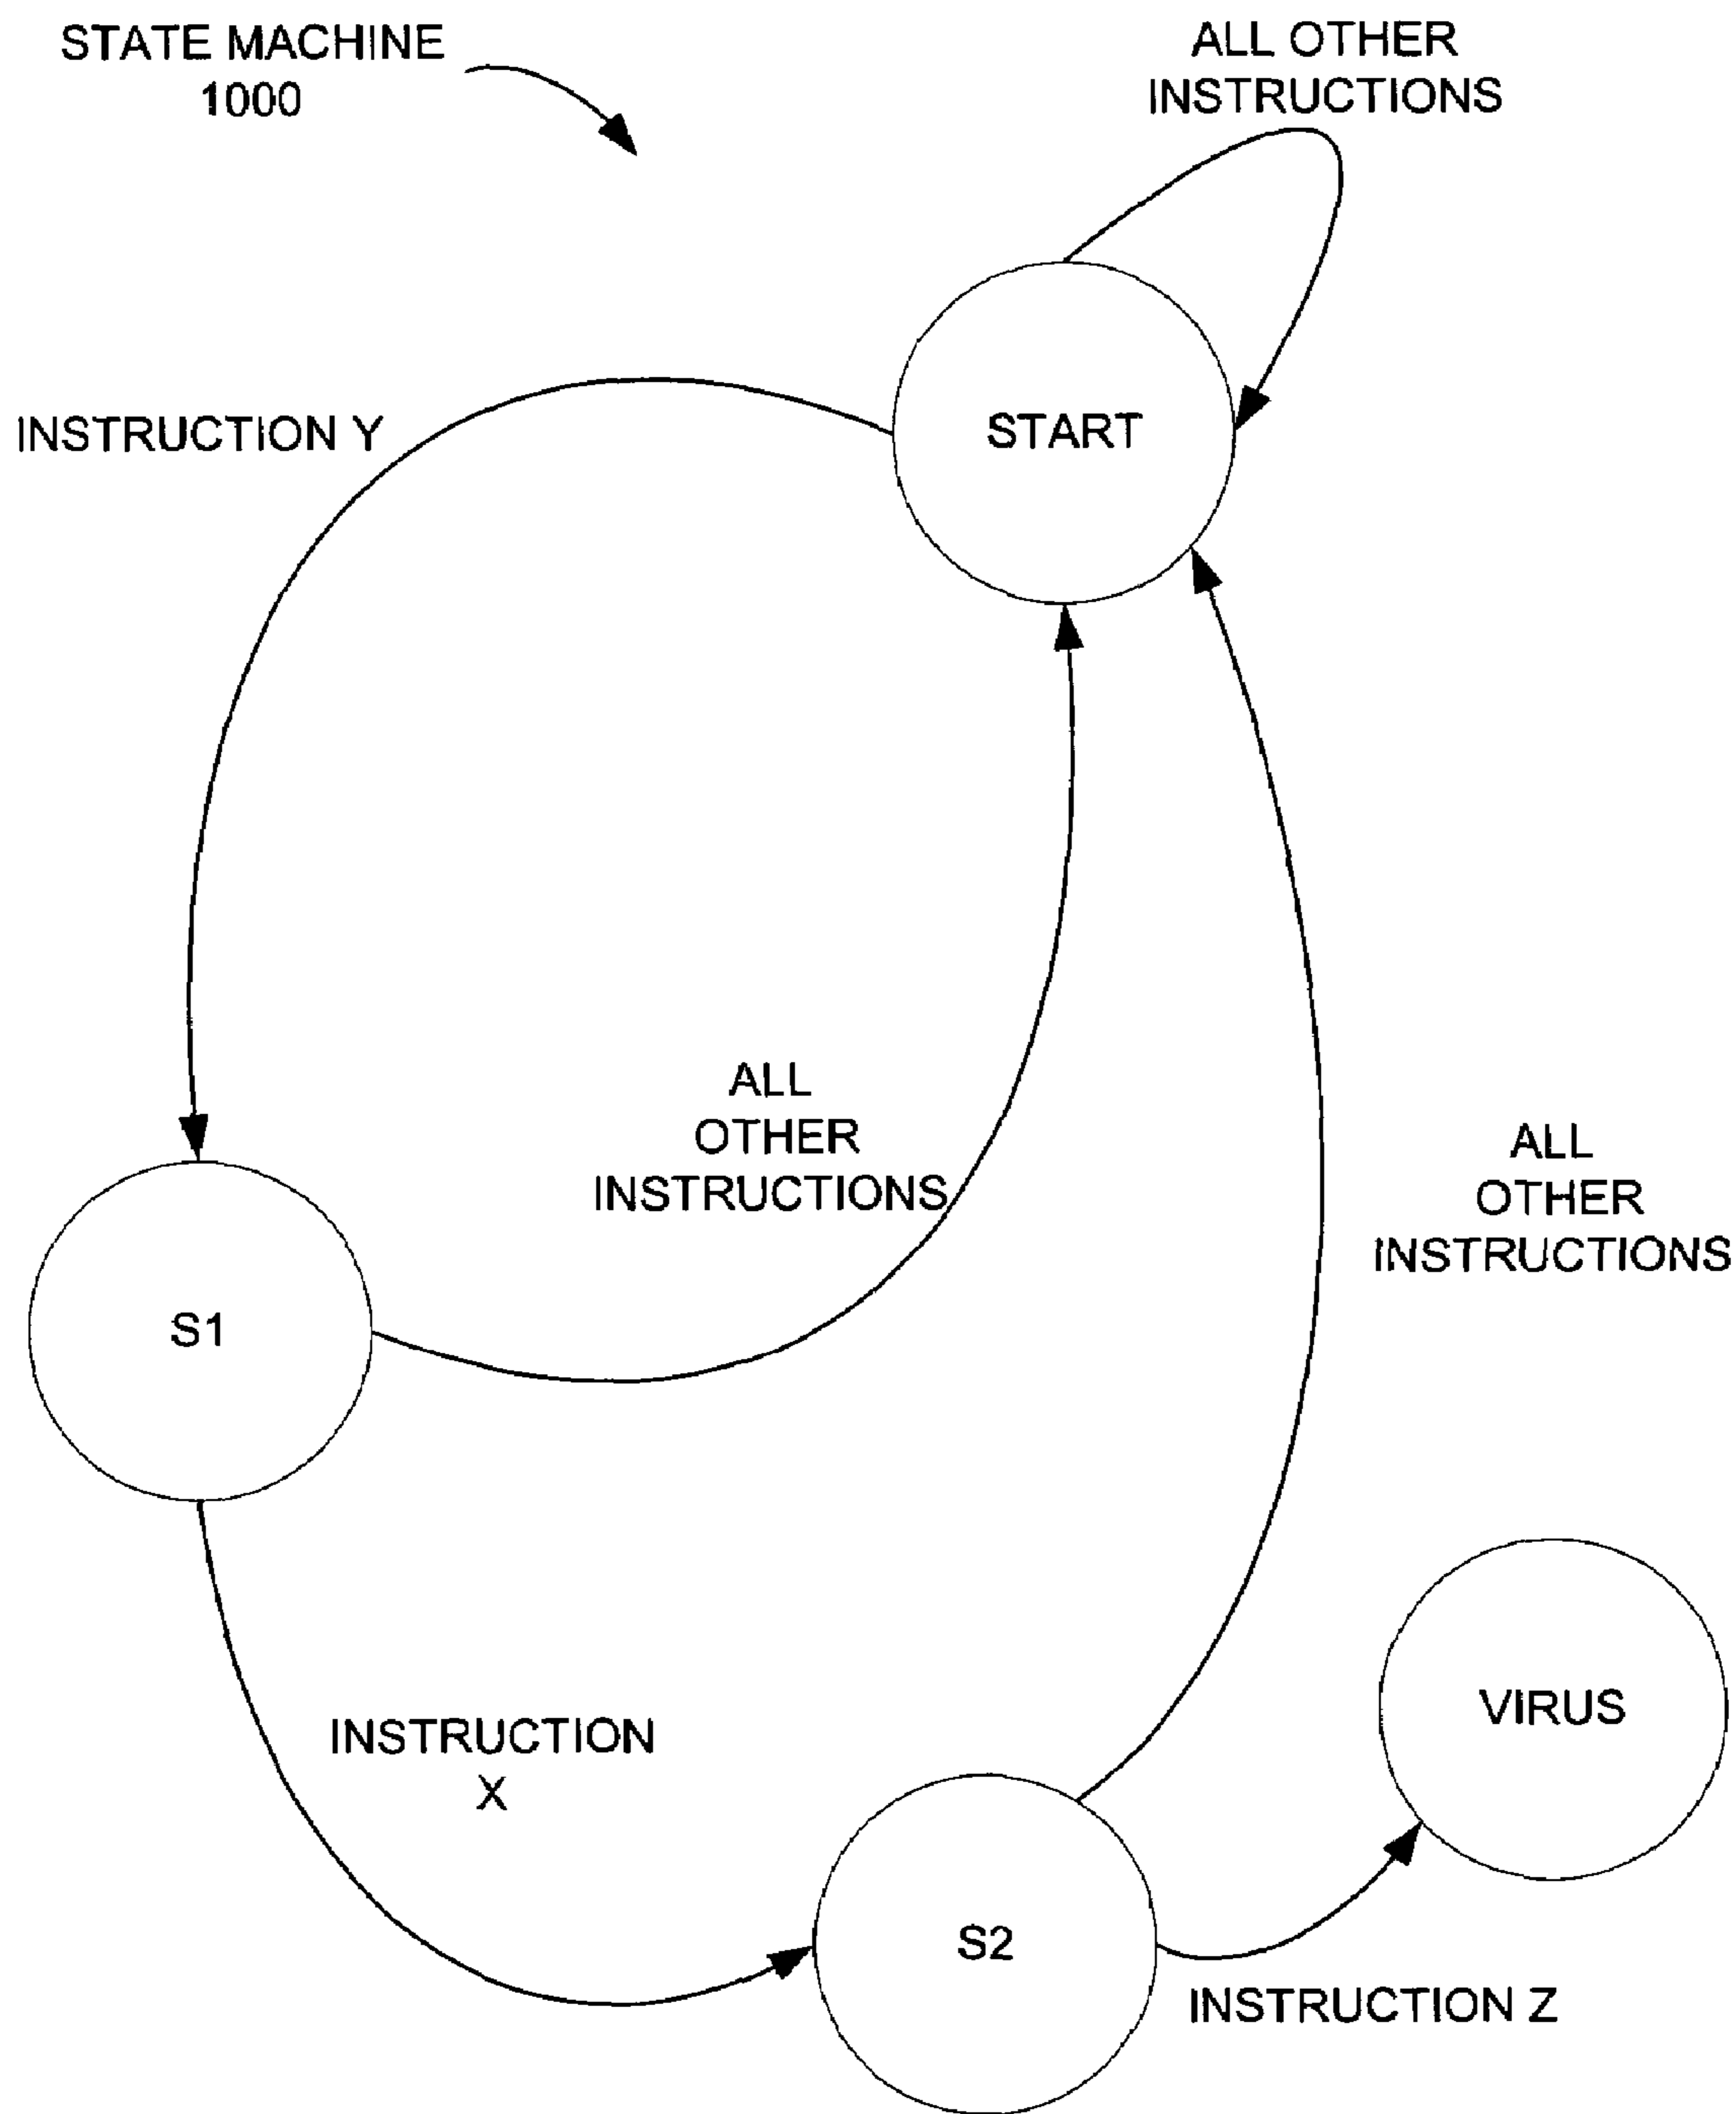 STATE MACHINE
1000
ALL OTHER
INSTRUCTIONS
INSTRUCTION Y
START
ALL
OTHER
INSTRUCTIONS
ALL
OTHER
INSTRUCTIONS
S1
INSTRUCTION
X
VIRUS
S2
INSTRUCTION Z